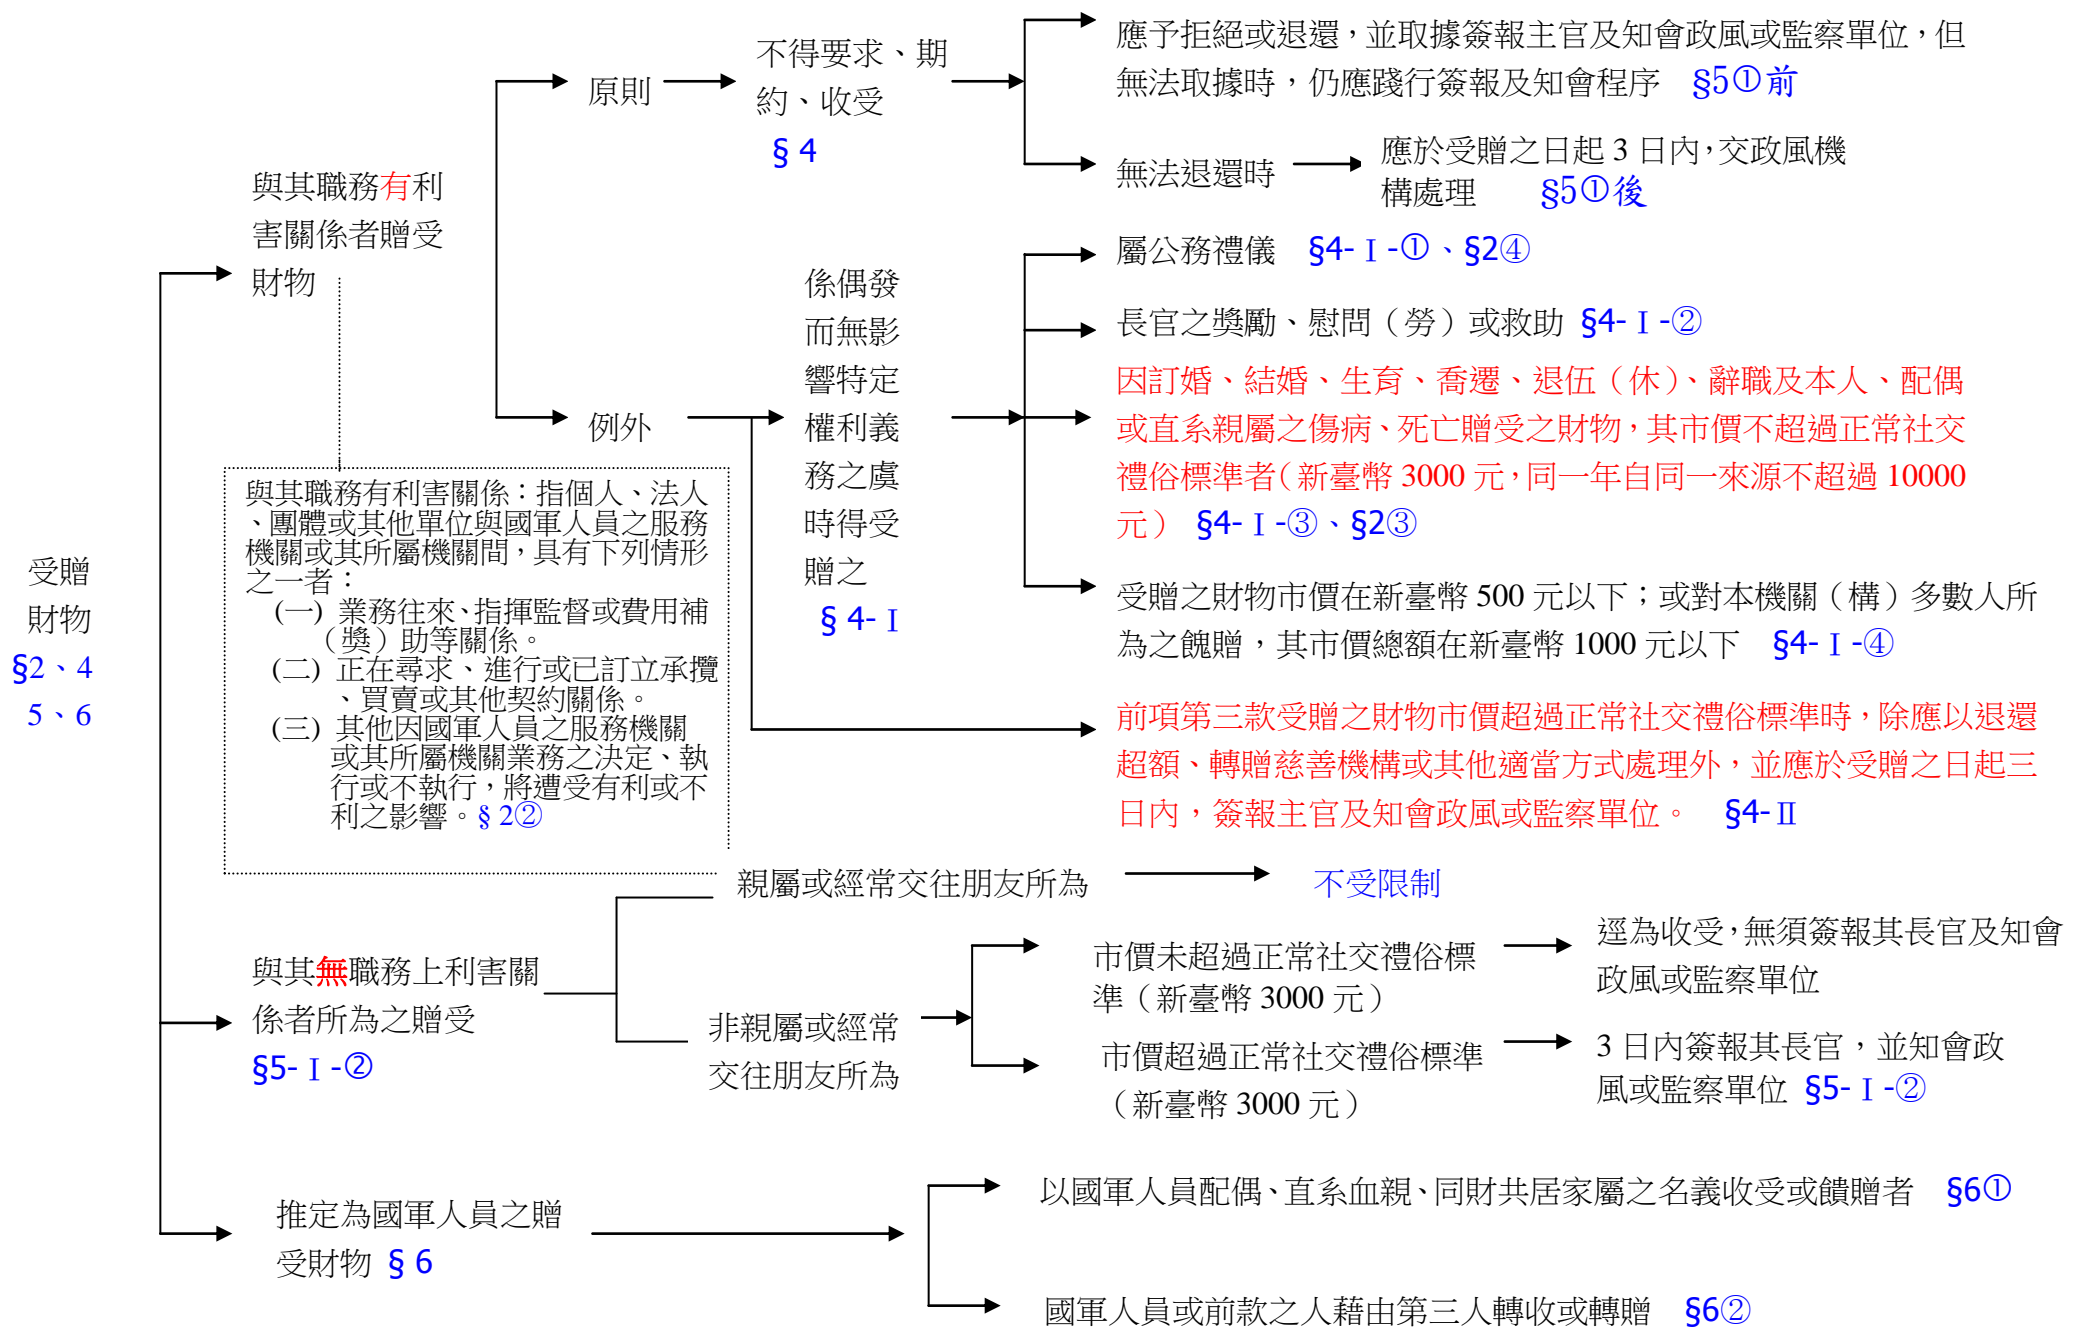 受贈
財物
§2、4
5、6
與其職務有利
害關係者贈受
財物
原則
不得要求、期
約、收受
§ 4
應予拒絕或退還，並取據簽報主官及知會政風或監察單位，但
無法取據時，仍應踐行簽報及知會程序 §5①前
無法退還時
應於受贈之日起 3 日內，交政風機
構處理 §5①後
例外
係偶發
而無影
響特定
權利義
務之虞
時得受
贈之
§ 4-Ⅰ
屬公務禮儀 §4-Ⅰ-①、§2④
長官之獎勵、慰問（勞）或救助 §4-Ⅰ-②
因訂婚、結婚、生育、喬遷、退伍（休）、辭職及本人、配偶
或直系親屬之傷病、死亡贈受之財物，其市價不超過正常社交
禮俗標準者（新臺幣 3000 元，同一年自同一來源不超過 10000
元） §4-Ⅰ-③、§2③
受贈之財物市價在新臺幣 500 元以下；或對本機關（構）多數人所
為之餽贈，其市價總額在新臺幣 1000 元以下 §4-Ⅰ-④
前項第三款受贈之財物市價超過正常社交禮俗標準時，除應以退還
超額、轉贈慈善機構或其他適當方式處理外，並應於受贈之日起三
日內，簽報主官及知會政風或監察單位。 §4-Ⅱ
與其職務有利害關係：指個人、法人
、團體或其他單位與國軍人員之服務
機關或其所屬機關間，具有下列情形
之一者：
(一) 業務往來、指揮監督或費用補
（獎）助等關係。
(二) 正在尋求、進行或已訂立承攬
、買賣或其他契約關係。
(三) 其他因國軍人員之服務機關
或其所屬機關業務之決定、執
行或不執行，將遭受有利或不
利之影響。§ 2②
與其無職務上利害關
係者所為之贈受
§5-Ⅰ-②
親屬或經常交往朋友所為
不受限制
非親屬或經常
交往朋友所為
市價未超過正常社交禮俗標
準（新臺幣 3000 元）
逕為收受，無須簽報其長官及知會
政風或監察單位
市價超過正常社交禮俗標準
（新臺幣 3000 元）
3 日內簽報其長官，並知會政
風或監察單位 §5-Ⅰ-②
推定為國軍人員之贈
受財物 § 6
以國軍人員配偶、直系血親、同財共居家屬之名義收受或饋贈者 §6①
國軍人員或前款之人藉由第三人轉收或轉贈 §6②